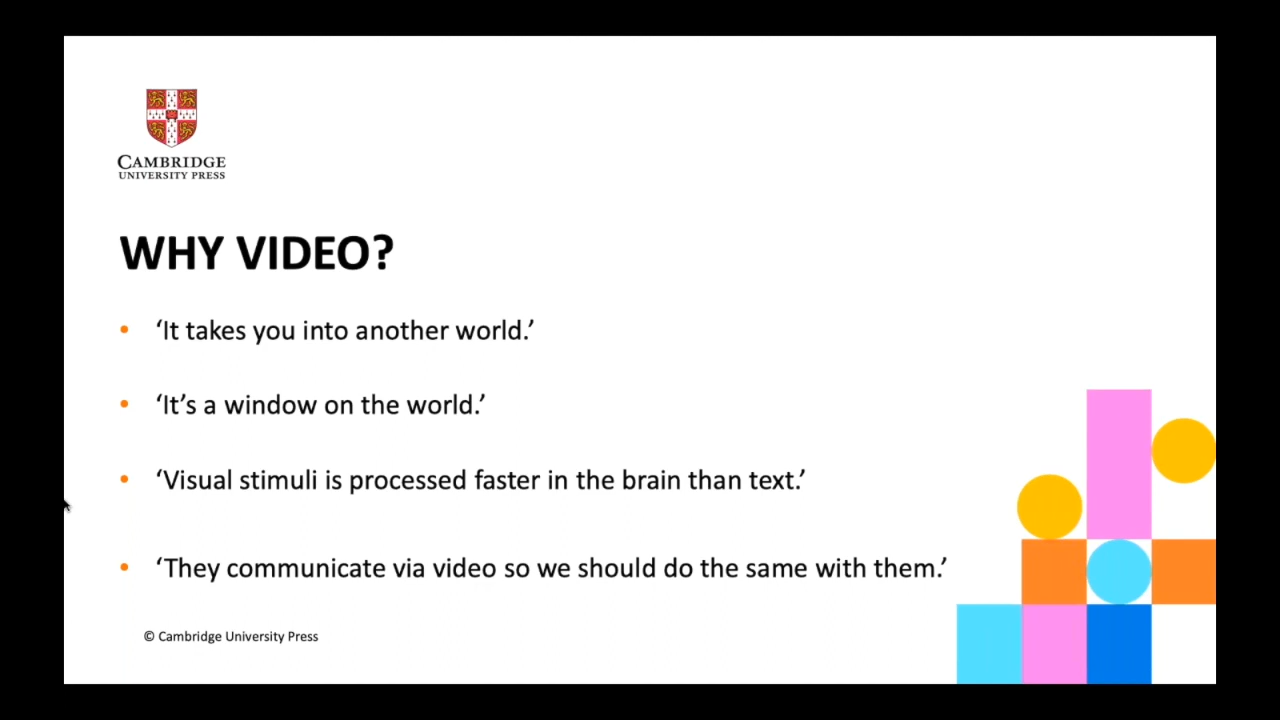 CAMBRIDGE
UNIVERSITY PRESS
WHY VIDEO?
• ‘It takes you into another world.’
• ‘It’s a window on the world.’
• ‘Visual stimuli is processed faster in the brain than text.’
• ‘They communicate via video so we should do the same with them.’
© Cambridge University Press